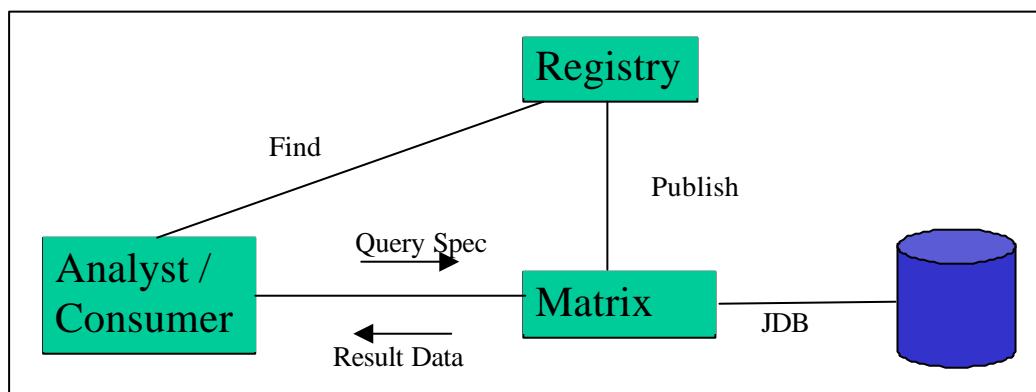 Registry
Find
Publish
Query Spec
Analyst /
Consumer
Matrix
JDB
Result Data